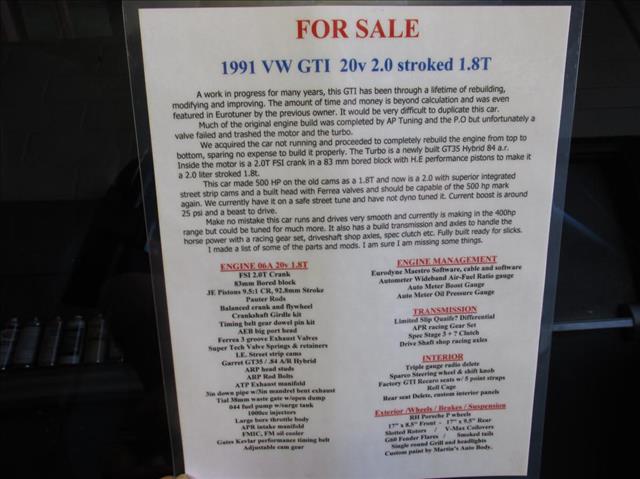 FOR SALE
1991 VW GTI 20v 2.0 stroked 1.8T
A work in progress for many years, this GTI has been through a lifetime of rebuilding,
modifying and improving. The amount of time and money is beyond calculation and was even
featured in Eurotuner by the previous owner. It would be very difficult to duplicate this car.
Much of the original engine build was completed by AP Tuning and the P.O but unfortunately a
valve failed and trashed the motor and the turbo.
We acquired the car not running and proceeded to completely rebuild the engine from top to
bottom, sparing no expense to build it properly. The Turbo is a newly built GT35 Hybrid 84 a.r.
Inside the motor is a 2.0T FSI crank in a 83 mm bored block with H.E performance pistons to make it
a 2.0 liter stroked 1.8t.
This car made 500 HP on the old cams as a 1.8T and now is a 2.0 with superior integrated
street strip cams and a built head with Ferrea valves and should be capable of the 500 hp mark
again. We currently have it on a safe street tune and have not dyno tuned it. Current boost is around
25 psi and a beast to drive.
Make no mistake this car runs and drives very smooth and currently is making in the 400hp
range but could be tuned for much more. It also has a build transmission and axles to handle the
horse power with a racing gear set, driveshaft shop axles, spec clutch etc. Fully built ready for slicks.
I made a list of some of the parts and mods. I am sure I am missing some things.
ENGINE 06A 20v 1.8T
FSI 2.0T Crank
83mm Bored block
JE Pistons 9.5:1 CR, 92.8mm Stroke
Pauter Rods
Balanced crank and flywheel
Crankshaft Girdle kit
Timing belt gear dowel pin kit
AEB big port head
Ferrea 3 groove Exhaust Valves
Super Tech Valve Springs & retainers
I.E. Street strip cams
Garret GT35 / .84 A/R Hybrid
ARP head studs
ARP Rod Bolts
ATP Exhaust manifold
3in down pipe w/3in mandrel bent exhaust
Tial 38mm waste gate w/open dump
044 fuel pump w/surge tank
1000cc injectors
Large bore throttle body
APR intake manifold
FMIC, FM oil cooler
Gates Kevlar performance timing belt
Adjustable cam gear
ENGINE MANAGEMENT
Eurodyne Maestro Software, cable and software
Autometer Wideband Air-Fuel Ratio gauge
Auto Meter Boost Gauge
Auto Meter Oil Pressure Gauge
TRANSMISSION
Limited Slip Quaife? Differential
APR racing Gear Set
Spec Stage 3 + ? Clutch
Drive Shaft shop racing axles
INTERIOR
Triple gauge radio delete
Sparco Steering wheel & shift knob
Factory GTI Recaro seats w/ 5 point straps
Roll Cage
Rear seat Delete, custom interior panels
Exterior /Wheels / Brakes / Suspension
RH Porsche P wheels
17" x 8.5" Front - 17" x 9.5" Rear
Slotted Rotors / V-Max Coilovers
G60 Fender Flares / Smoked tails
Single round Grill and headlights
Custom paint by Martin's Auto Body.